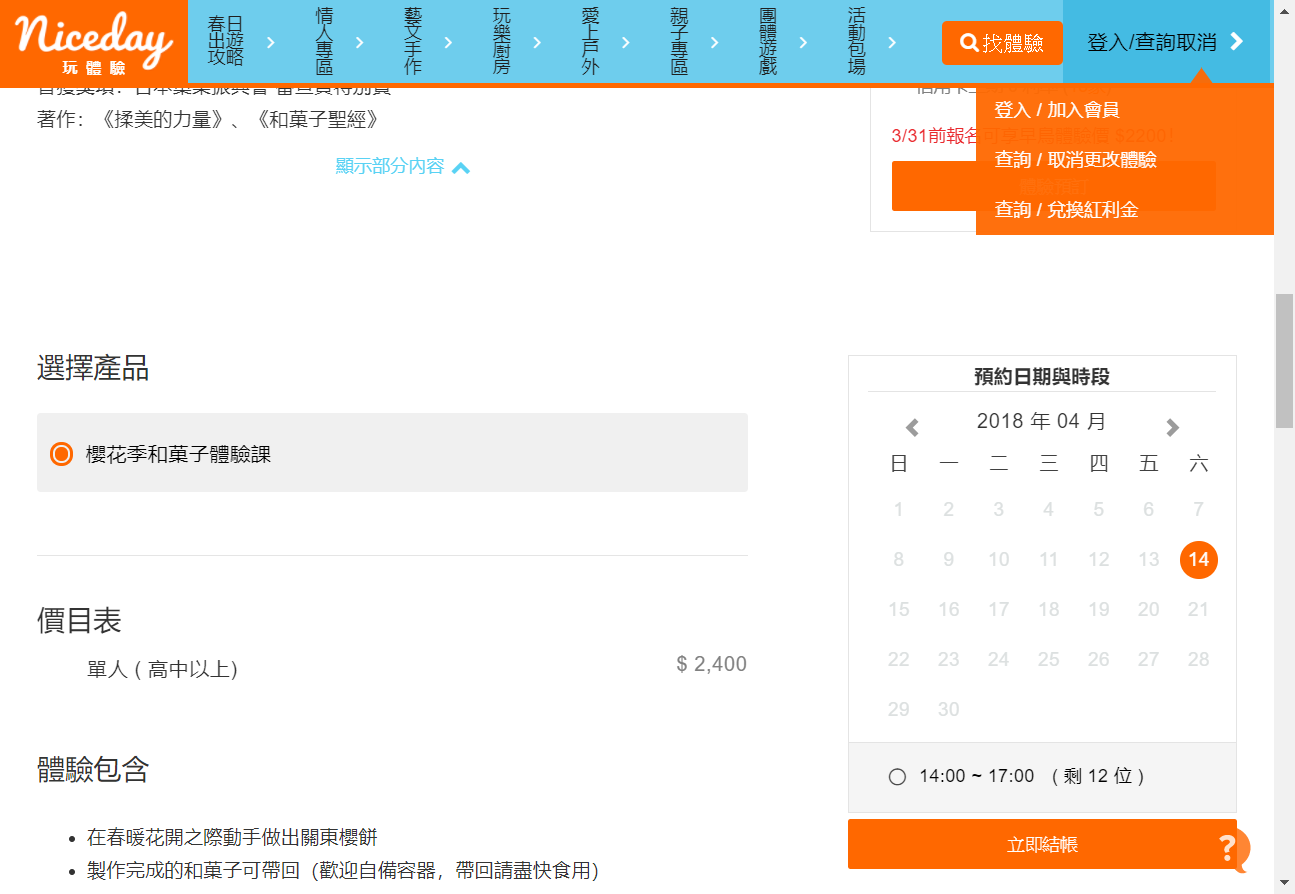 Niceday
玩體驗
春日出遊攻略
情人專區
藝文手作
玩樂廚房
愛上戶外
親子專區
團體遊戲
活動包場
找體驗
登入/查詢取消
登入 / 加入會員
查詢 / 取消更改體驗
查詢 / 兌換紅利金
著作：《揉美的力量》、《和菓子聖經》
顯示部分內容
3/31前報名
選擇產品
櫻花季和菓子體驗課
價目表
單人 ( 高中以上)
$ 2,400
體驗包含
在春暖花開之際動手做出關東櫻餅
製作完成的和菓子可帶回（歡迎自備容器，帶回請盡快食用）
預約日期與時段
2018 年 04 月
日 一 二 三 四 五 六
1 2 3 4 5 6 7
8 9 10 11 12 13 14
15 16 17 18 19 20 21
22 23 24 25 26 27 28
29 30
14:00 ~ 17:00 （ 剩 12 位 ）
立即結帳
?